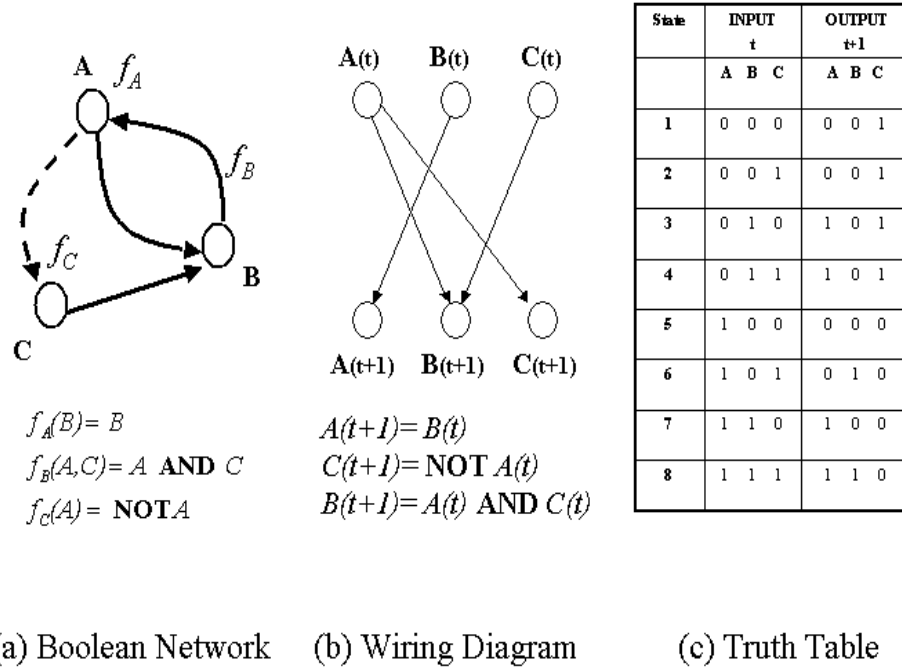 A f_A
f_B
f_C
B
C
f_A(B)= B
f_B(A,C)= A AND C
f_C(A) = NOT A
(a) Boolean Network
A(t) B(t) C(t)
A(t+1) B(t+1) C(t+1)
A(t+1)= B(t)
C(t+1)= NOT A(t)
B(t+1)= A(t) AND C(t)
(b) Wiring Diagram
State INPUT OUTPUT
t t+1
A B C A B C
1 0 0 0 0 0 1
2 0 0 1 0 0 1
3 0 1 0 1 0 1
4 0 1 1 1 0 1
5 1 0 0 0 0 0
6 1 0 1 0 1 0
7 1 1 0 1 0 0
8 1 1 1 1 1 0
(c) Truth Table